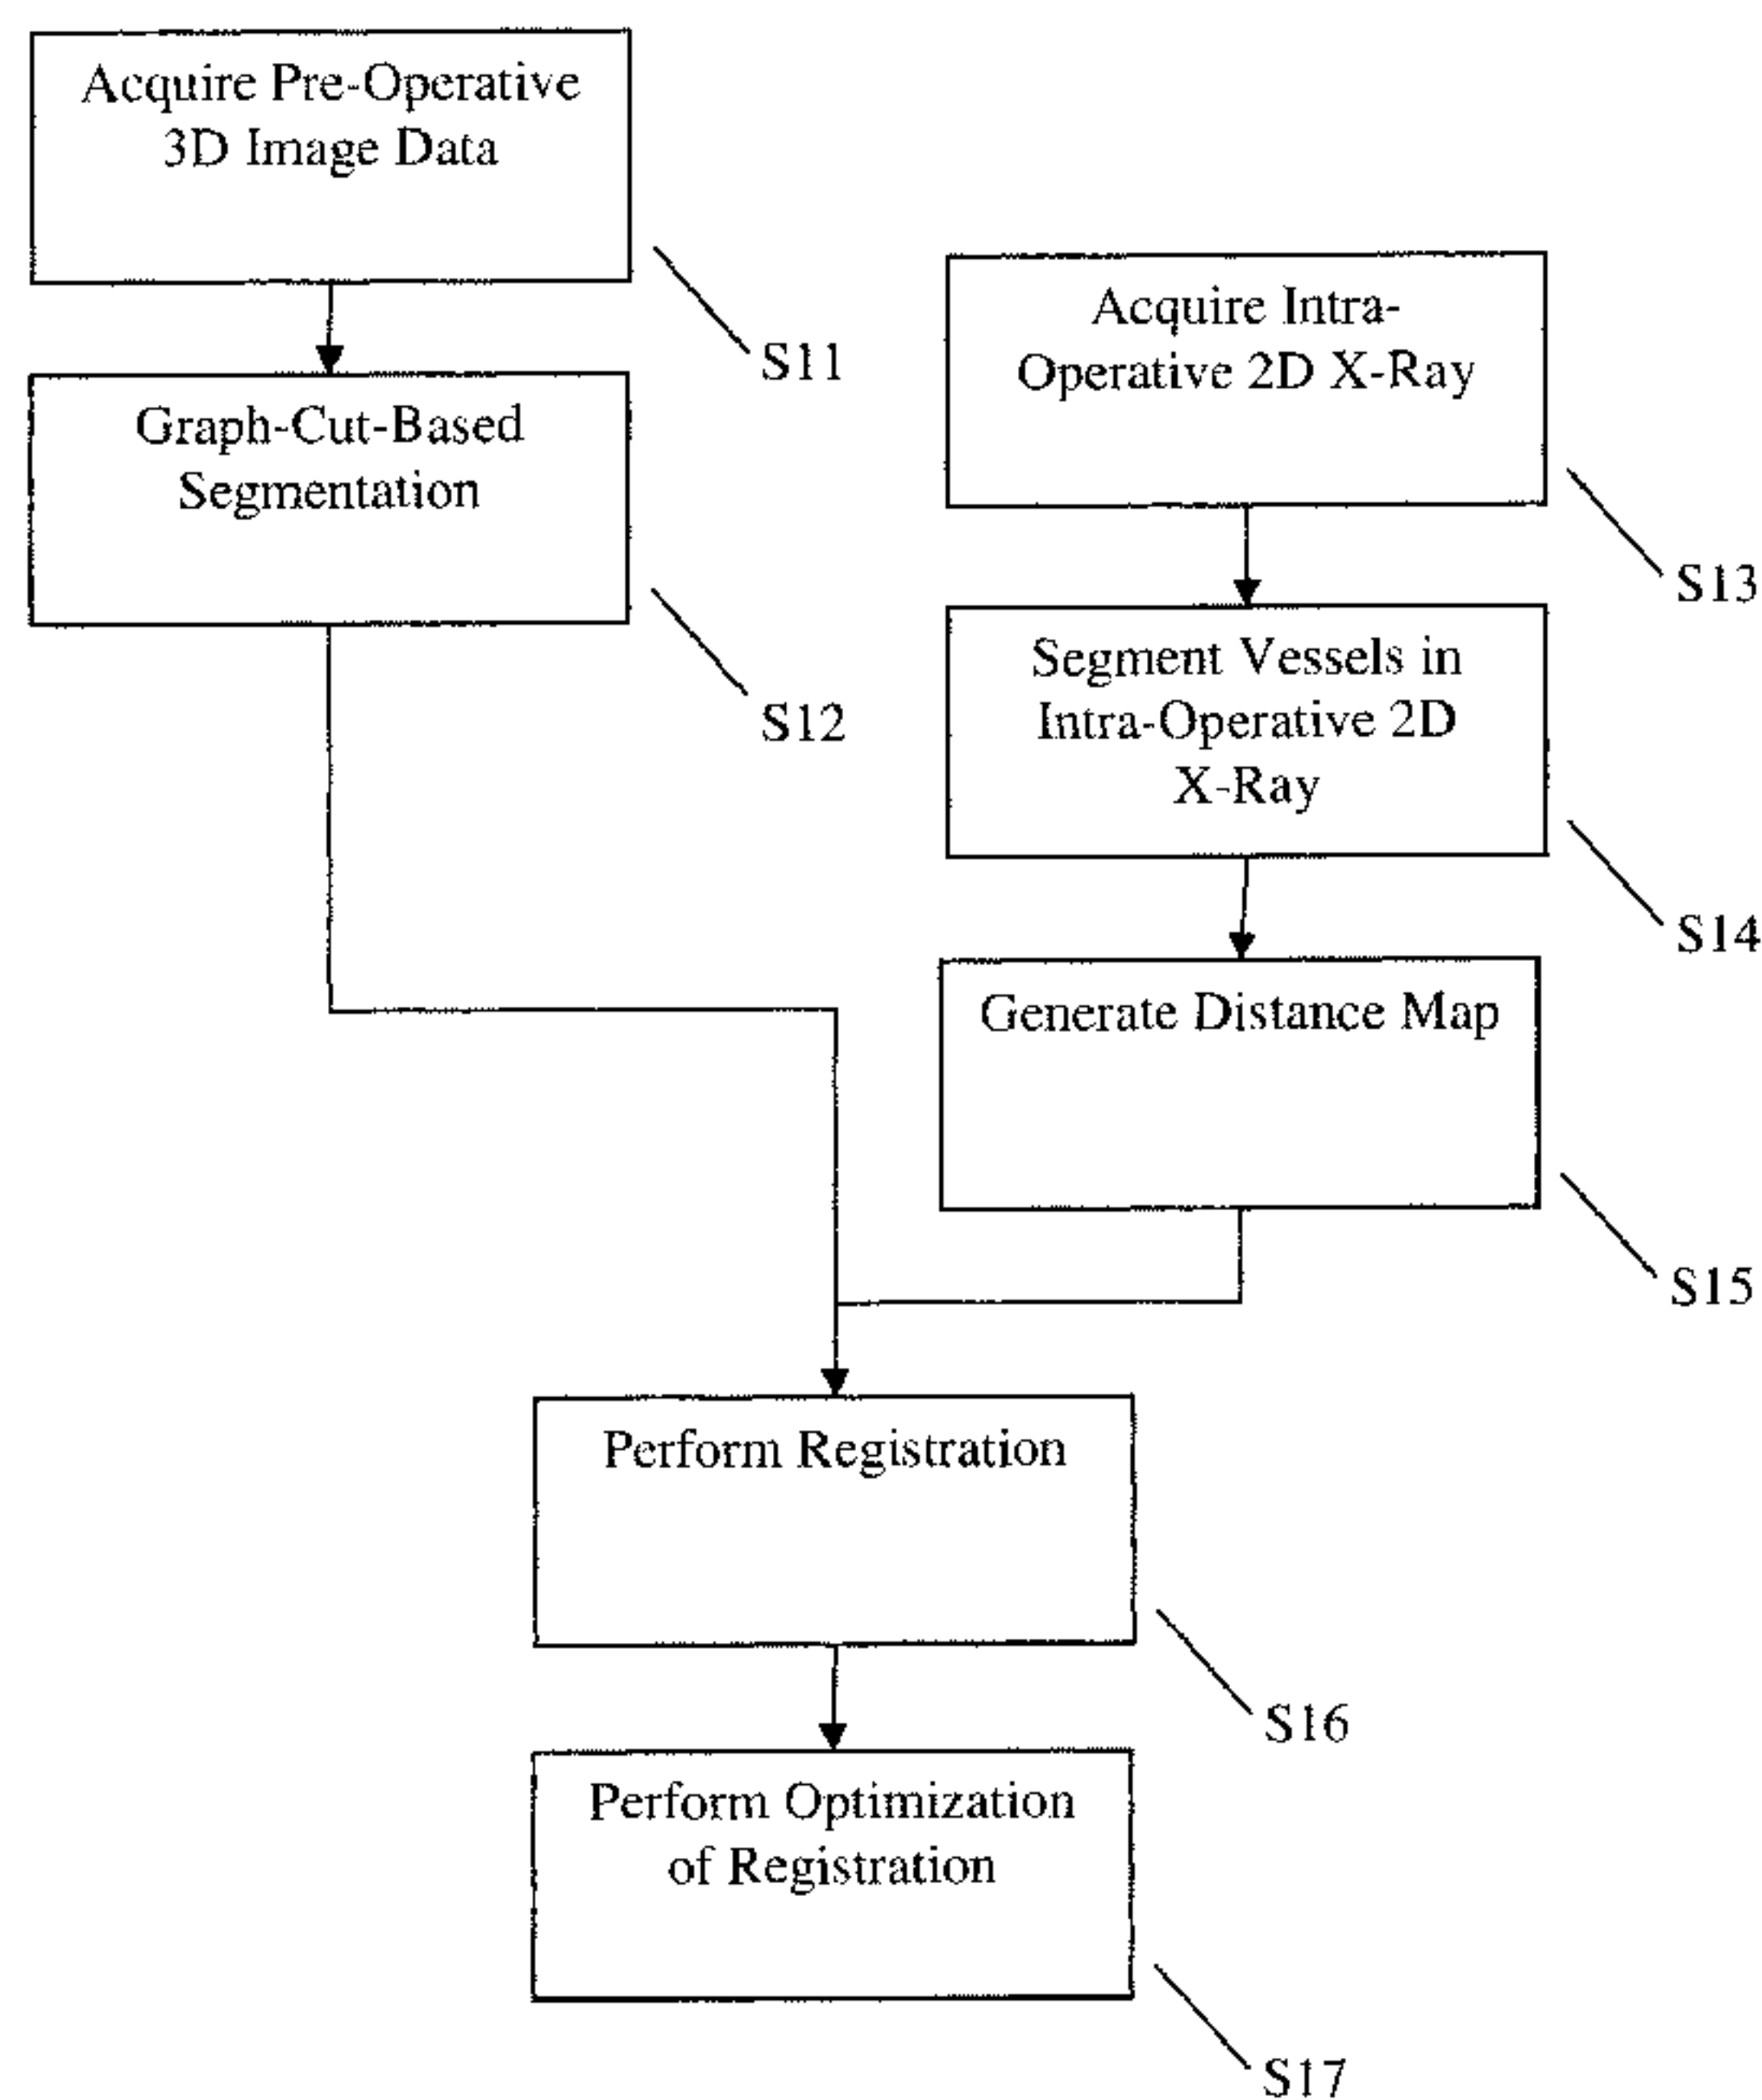 Acquire Pre-Operative
3D Image Data
S11
Graph-Cut-Based
Segmentation
S12
Acquire Intra-
Operative 2D X-Ray
S13
Segment Vessels in
Intra-Operative 2D
X-Ray
S14
Generate Distance Map
S15
Perform Registration
S16
Perform Optimization
of Registration
S17